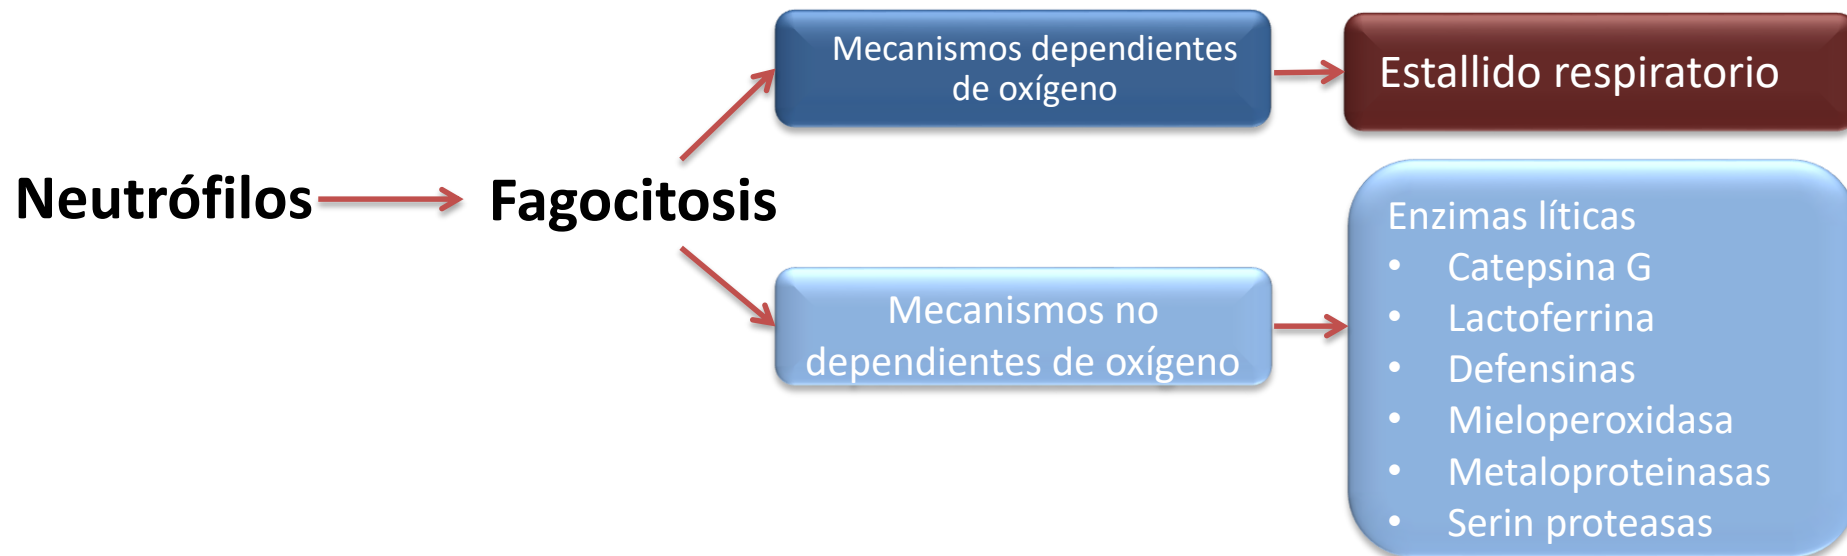 Neutrófilos
Fagocitosis
Mecanismos dependientes
de oxígeno
Estallido respiratorio
Mecanismos no
dependientes de oxígeno
Enzimas líticas
• Catepsina G
• Lactoferrina
• Defensinas
• Mieloperoxidasa
• Metaloproteinasas
• Serin proteasas